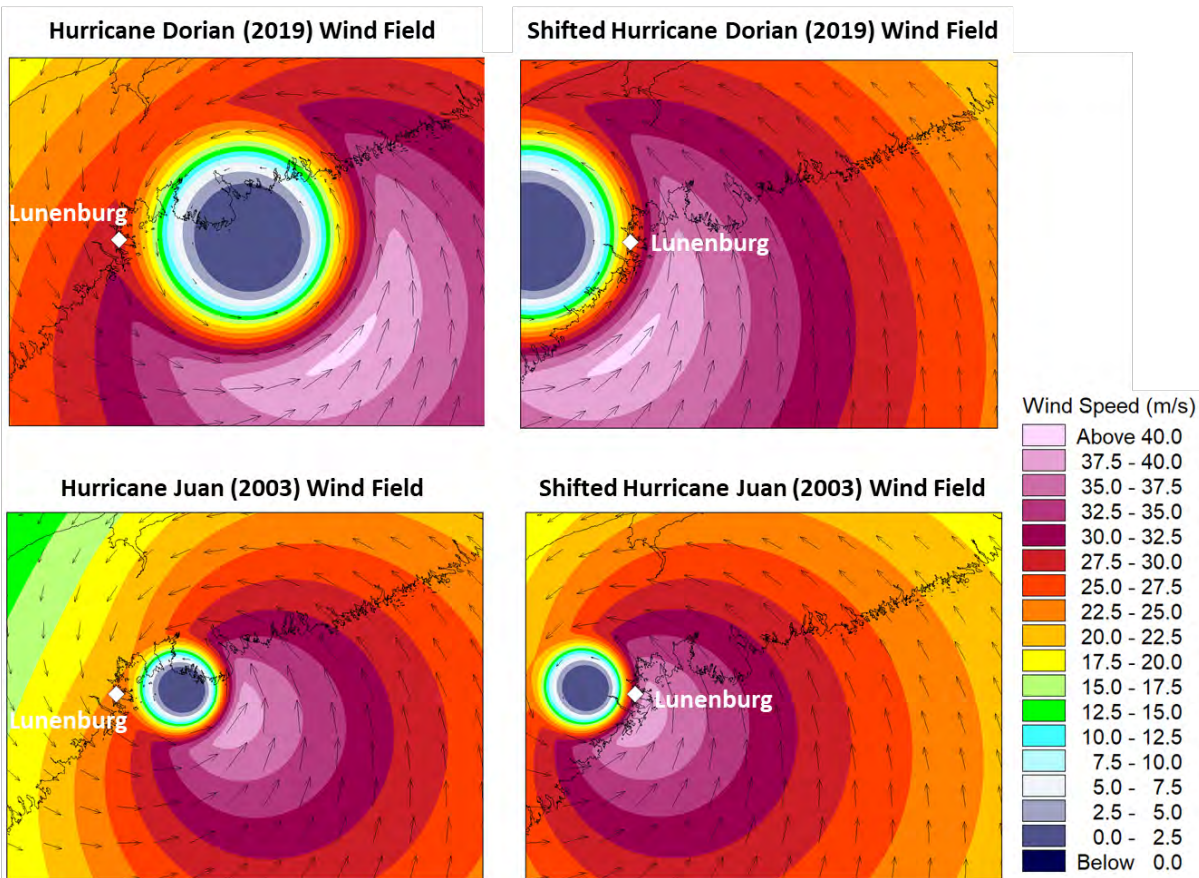 Hurricane Dorian (2019) Wind Field
Shifted Hurricane Dorian (2019) Wind Field
Lunenburg
Lunenburg
Hurricane Juan (2003) Wind Field
Shifted Hurricane Juan (2003) Wind Field
Lunenburg
Lunenburg
Wind Speed (m/s)
Above 40.0
37.5 - 40.0
35.0 - 37.5
32.5 - 35.0
30.0 - 32.5
27.5 - 30.0
25.0 - 27.5
22.5 - 25.0
20.0 - 22.5
17.5 - 20.0
15.0 - 17.5
12.5 - 15.0
10.0 - 12.5
7.5 - 10.0
5.0 - 7.5
2.5 - 5.0
0.0 - 2.5
Below 0.0